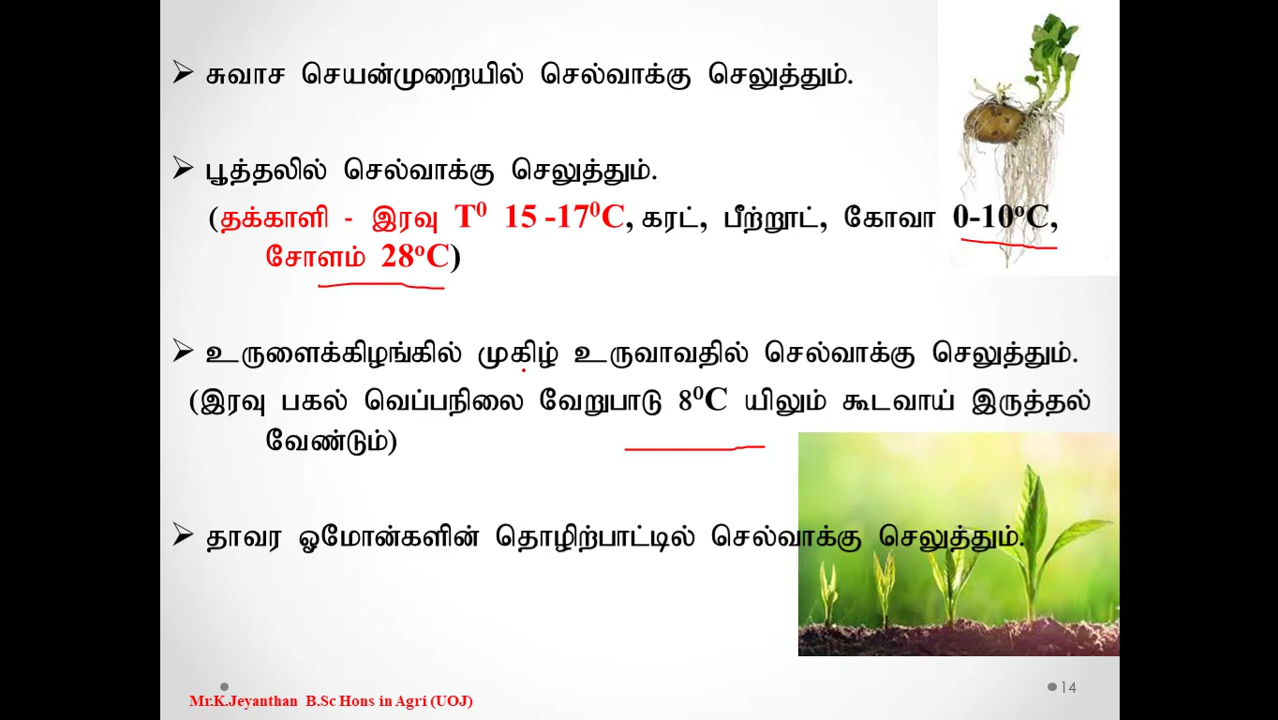 ➢ சுவாச செயன்முறையில் செல்வாக்கு செலுத்தும்.
➢ பூத்தலில் செல்வாக்கு செலுத்தும்.
(தக்காளி - இரவு T⁰ 15 -17⁰C, கரட், பீற்றூட், கோவா 0-10ᵒC,
சோளம் 28ᵒC)
➢ உருளைக்கிழங்கில் முகிழ் உருவாவதில் செல்வாக்கு செலுத்தும்.
(இரவு பகல் வெப்பநிலை வேறுபாடு 8⁰C யிலும் கூடவாய் இருத்தல்
வேண்டும்)
➢ தாவர ஓமோன்களின் தொழிற்பாட்டில் செல்வாக்கு செலுத்தும்.
Mr.K.Jeyanthan B.Sc Hons in Agri (UOJ)
14